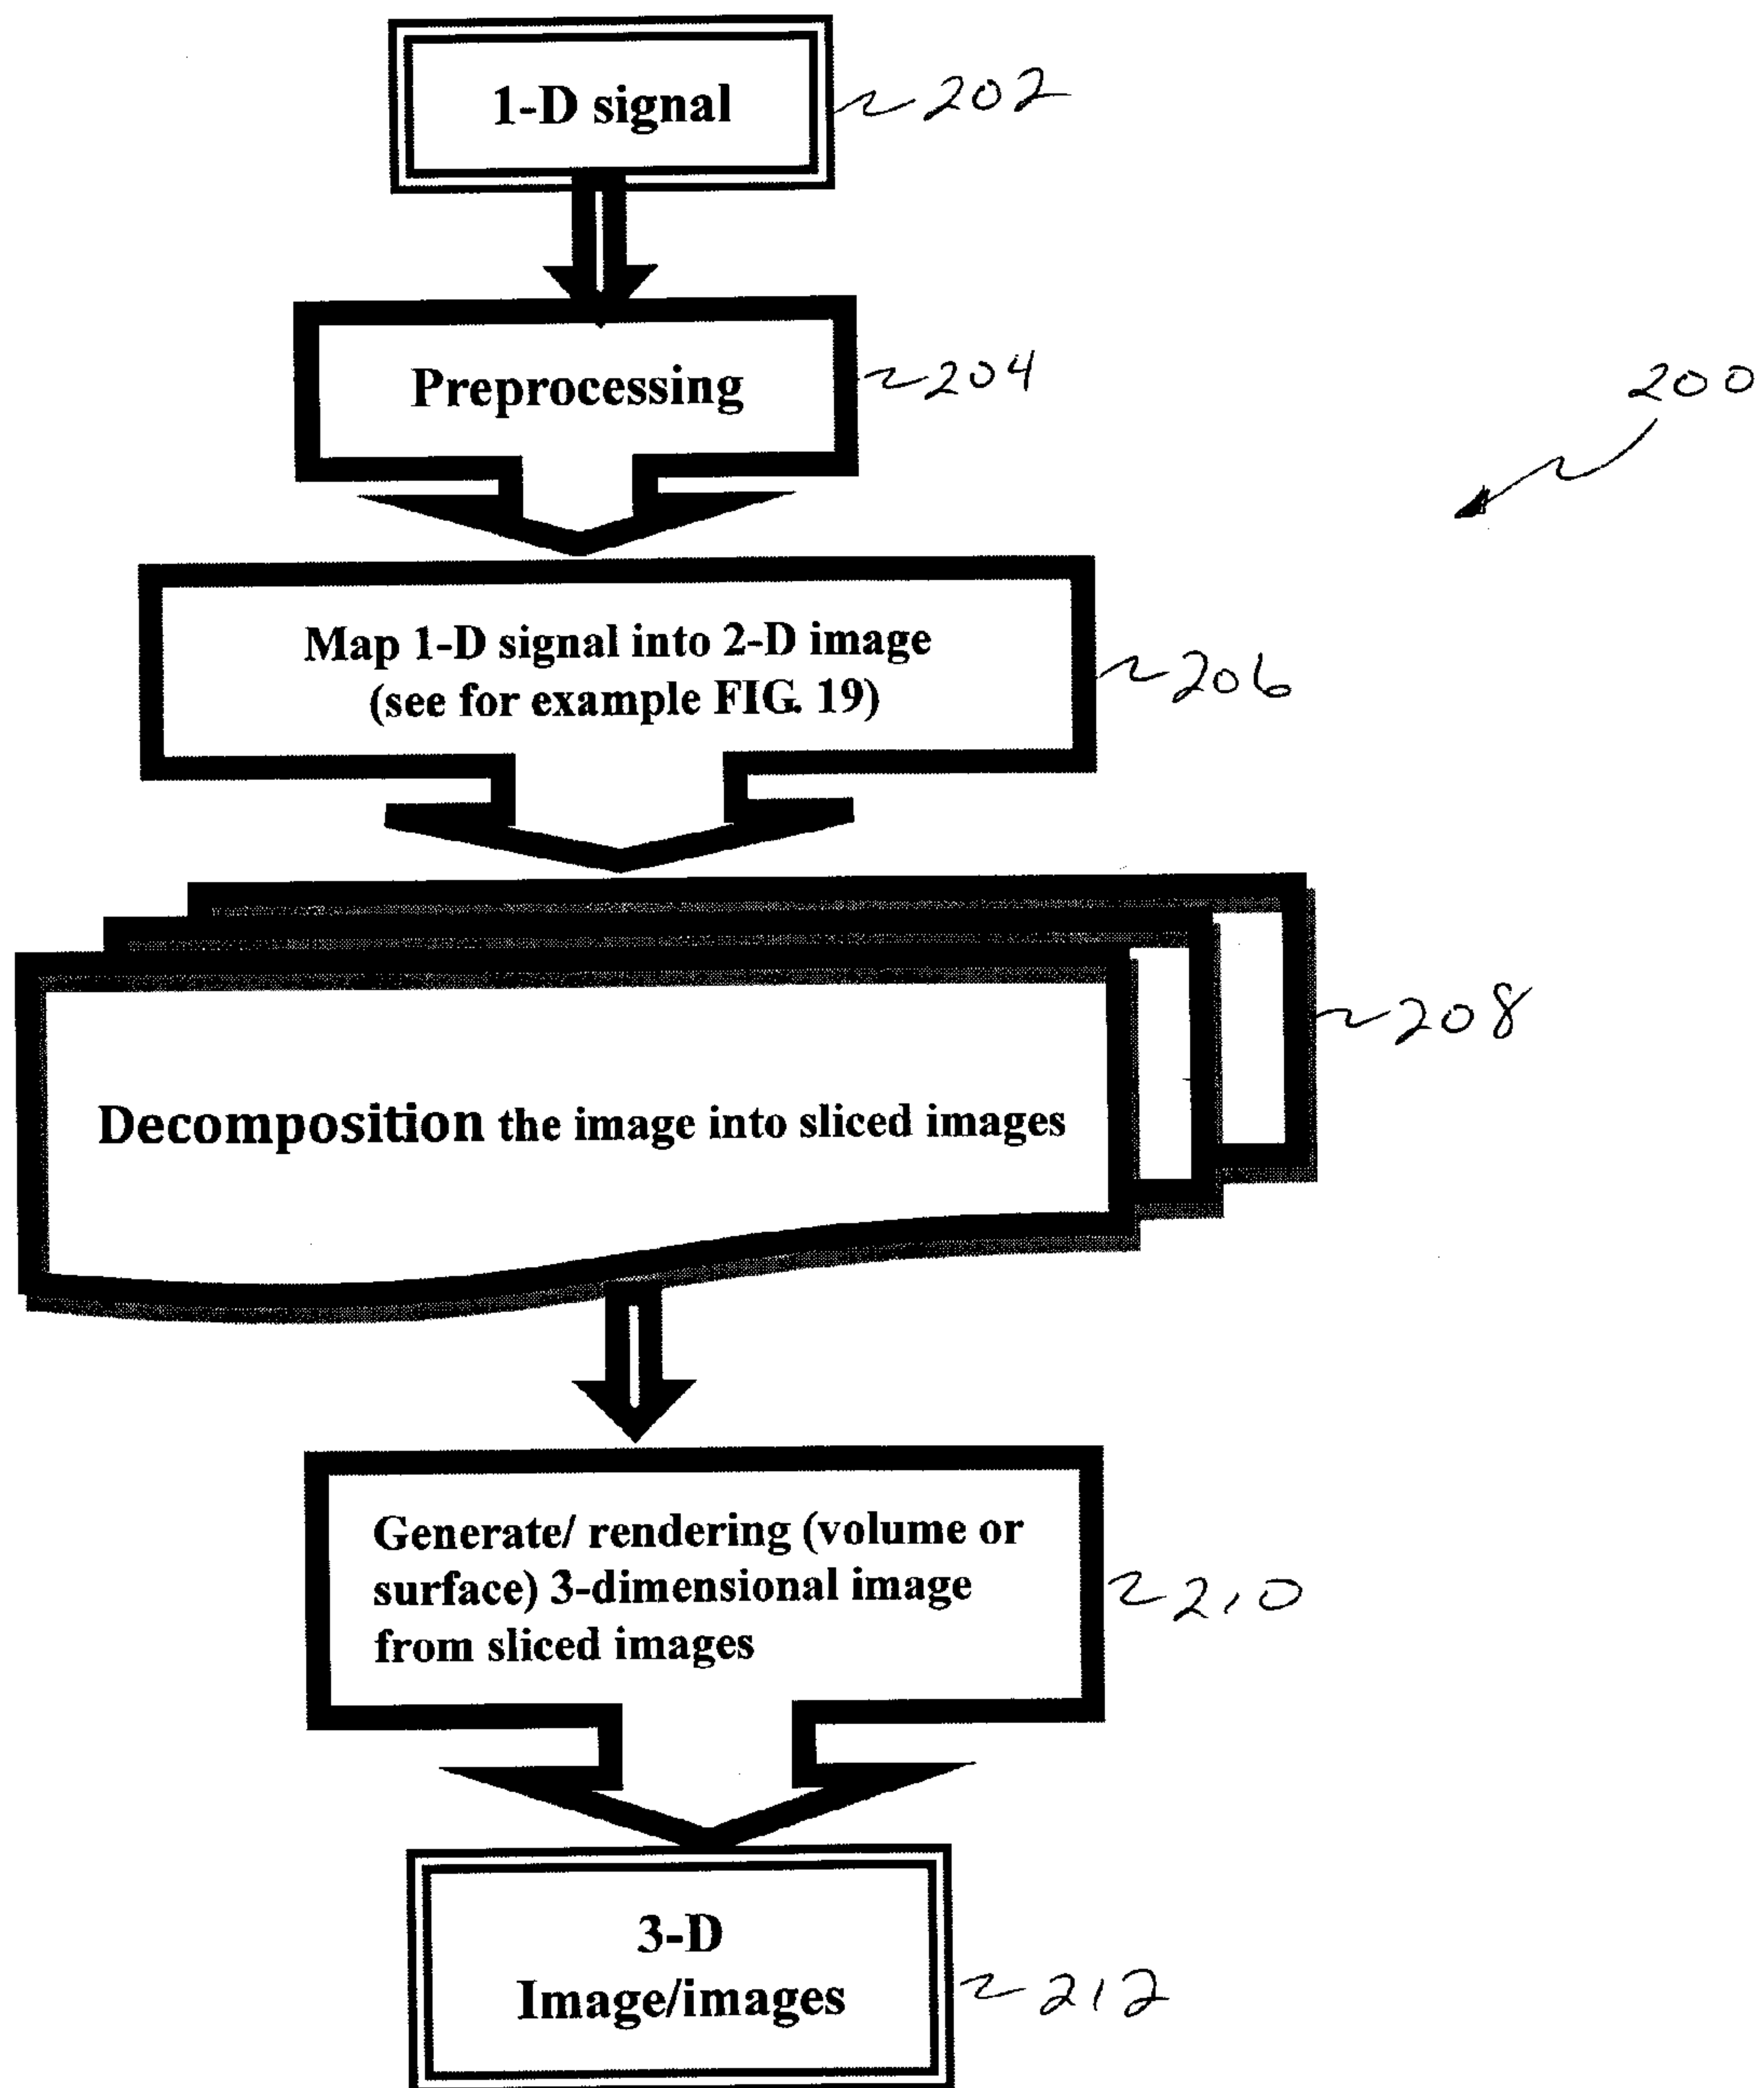 1-D signal
202
Preprocessing
204
200
Map 1-D signal into 2-D image
(see for example FIG. 19)
206
208
Decomposition the image into sliced images
Generate/ rendering (volume or
surface) 3-dimensional image
from sliced images
210
3-D
Image/images
212